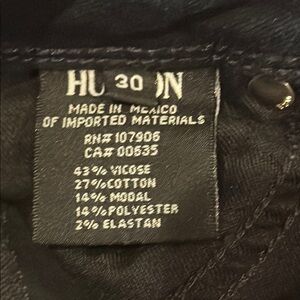 HU 30 ON
MADE IN MEXICO
OF IMPORTED MATERIALS
RN# 107906
CA# 00635
43% VICOSE
27% COTTON
14% MODAL
14% POLYESTER
2% ELASTAN